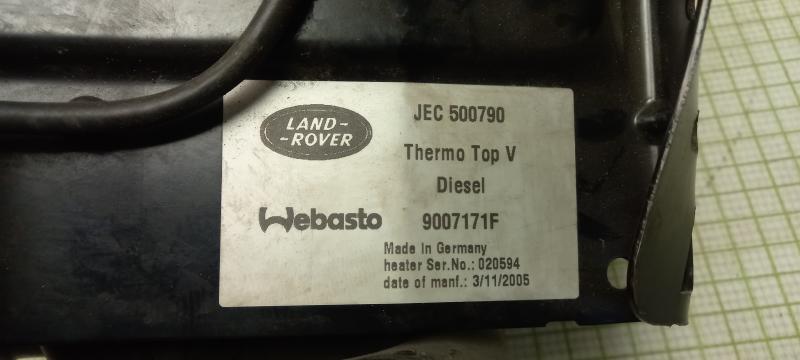 LAND-
-ROVER
JEC 500790
Thermo Top V
Diesel
Webasto 9007171F
Made In Germany
heater Ser.No.: 020594
date of manf.: 3/11/2005